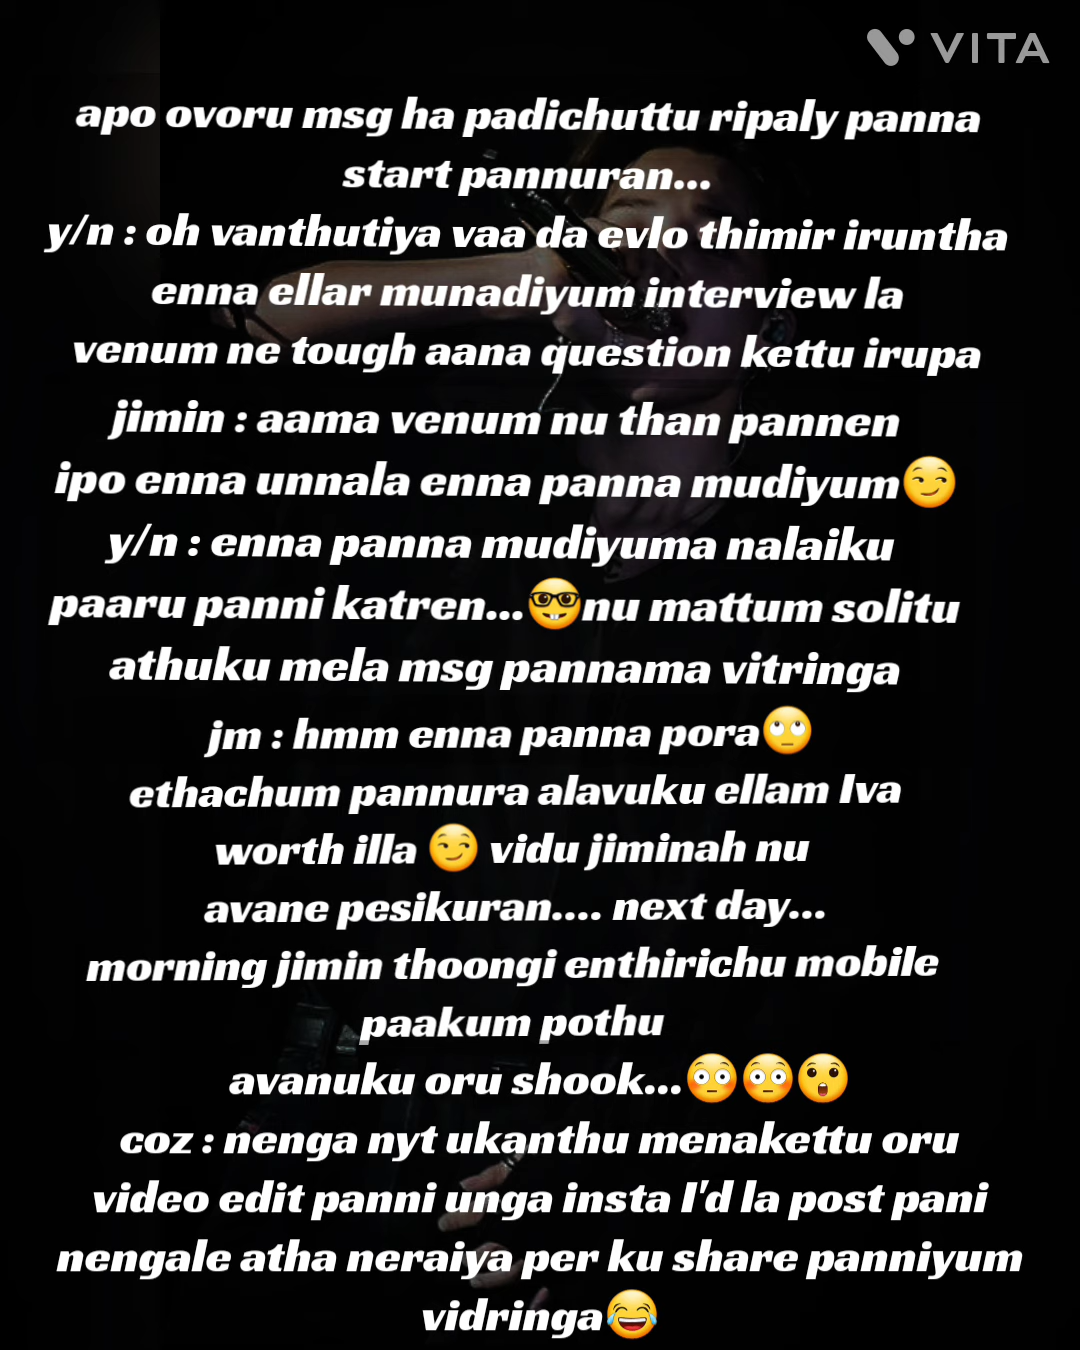 VITA
apo ovoru msg ha padichuttu ripaly panna
start pannuran...
y/n : oh vanthutiya vaa da evlo thimir iruntha
enna ellar munadiyum interview la
venum ne tough aana question kettu irupa
jimin : aama venum nu than pannen
ipo enna unnala enna panna mudiyum😏
y/n : enna panna mudiyuma nalaiku
paaru panni katren...🤓nu mattum solitu
athuku mela msg pannama vitringa
jm : hmm enna panna pora🙄
ethachum pannura alavuku ellam Iva
worth illa 😏 vidu jiminah nu
avane pesikuran.... next day...
morning jimin thoongi enthirichu mobile
paakum pothu
avanuku oru shook...😳😳😲
coz : nenga nyt ukanthu menakettu oru
video edit panni unga insta I'd la post pani
nengale atha neraiya per ku share panniyum
vidringa😂